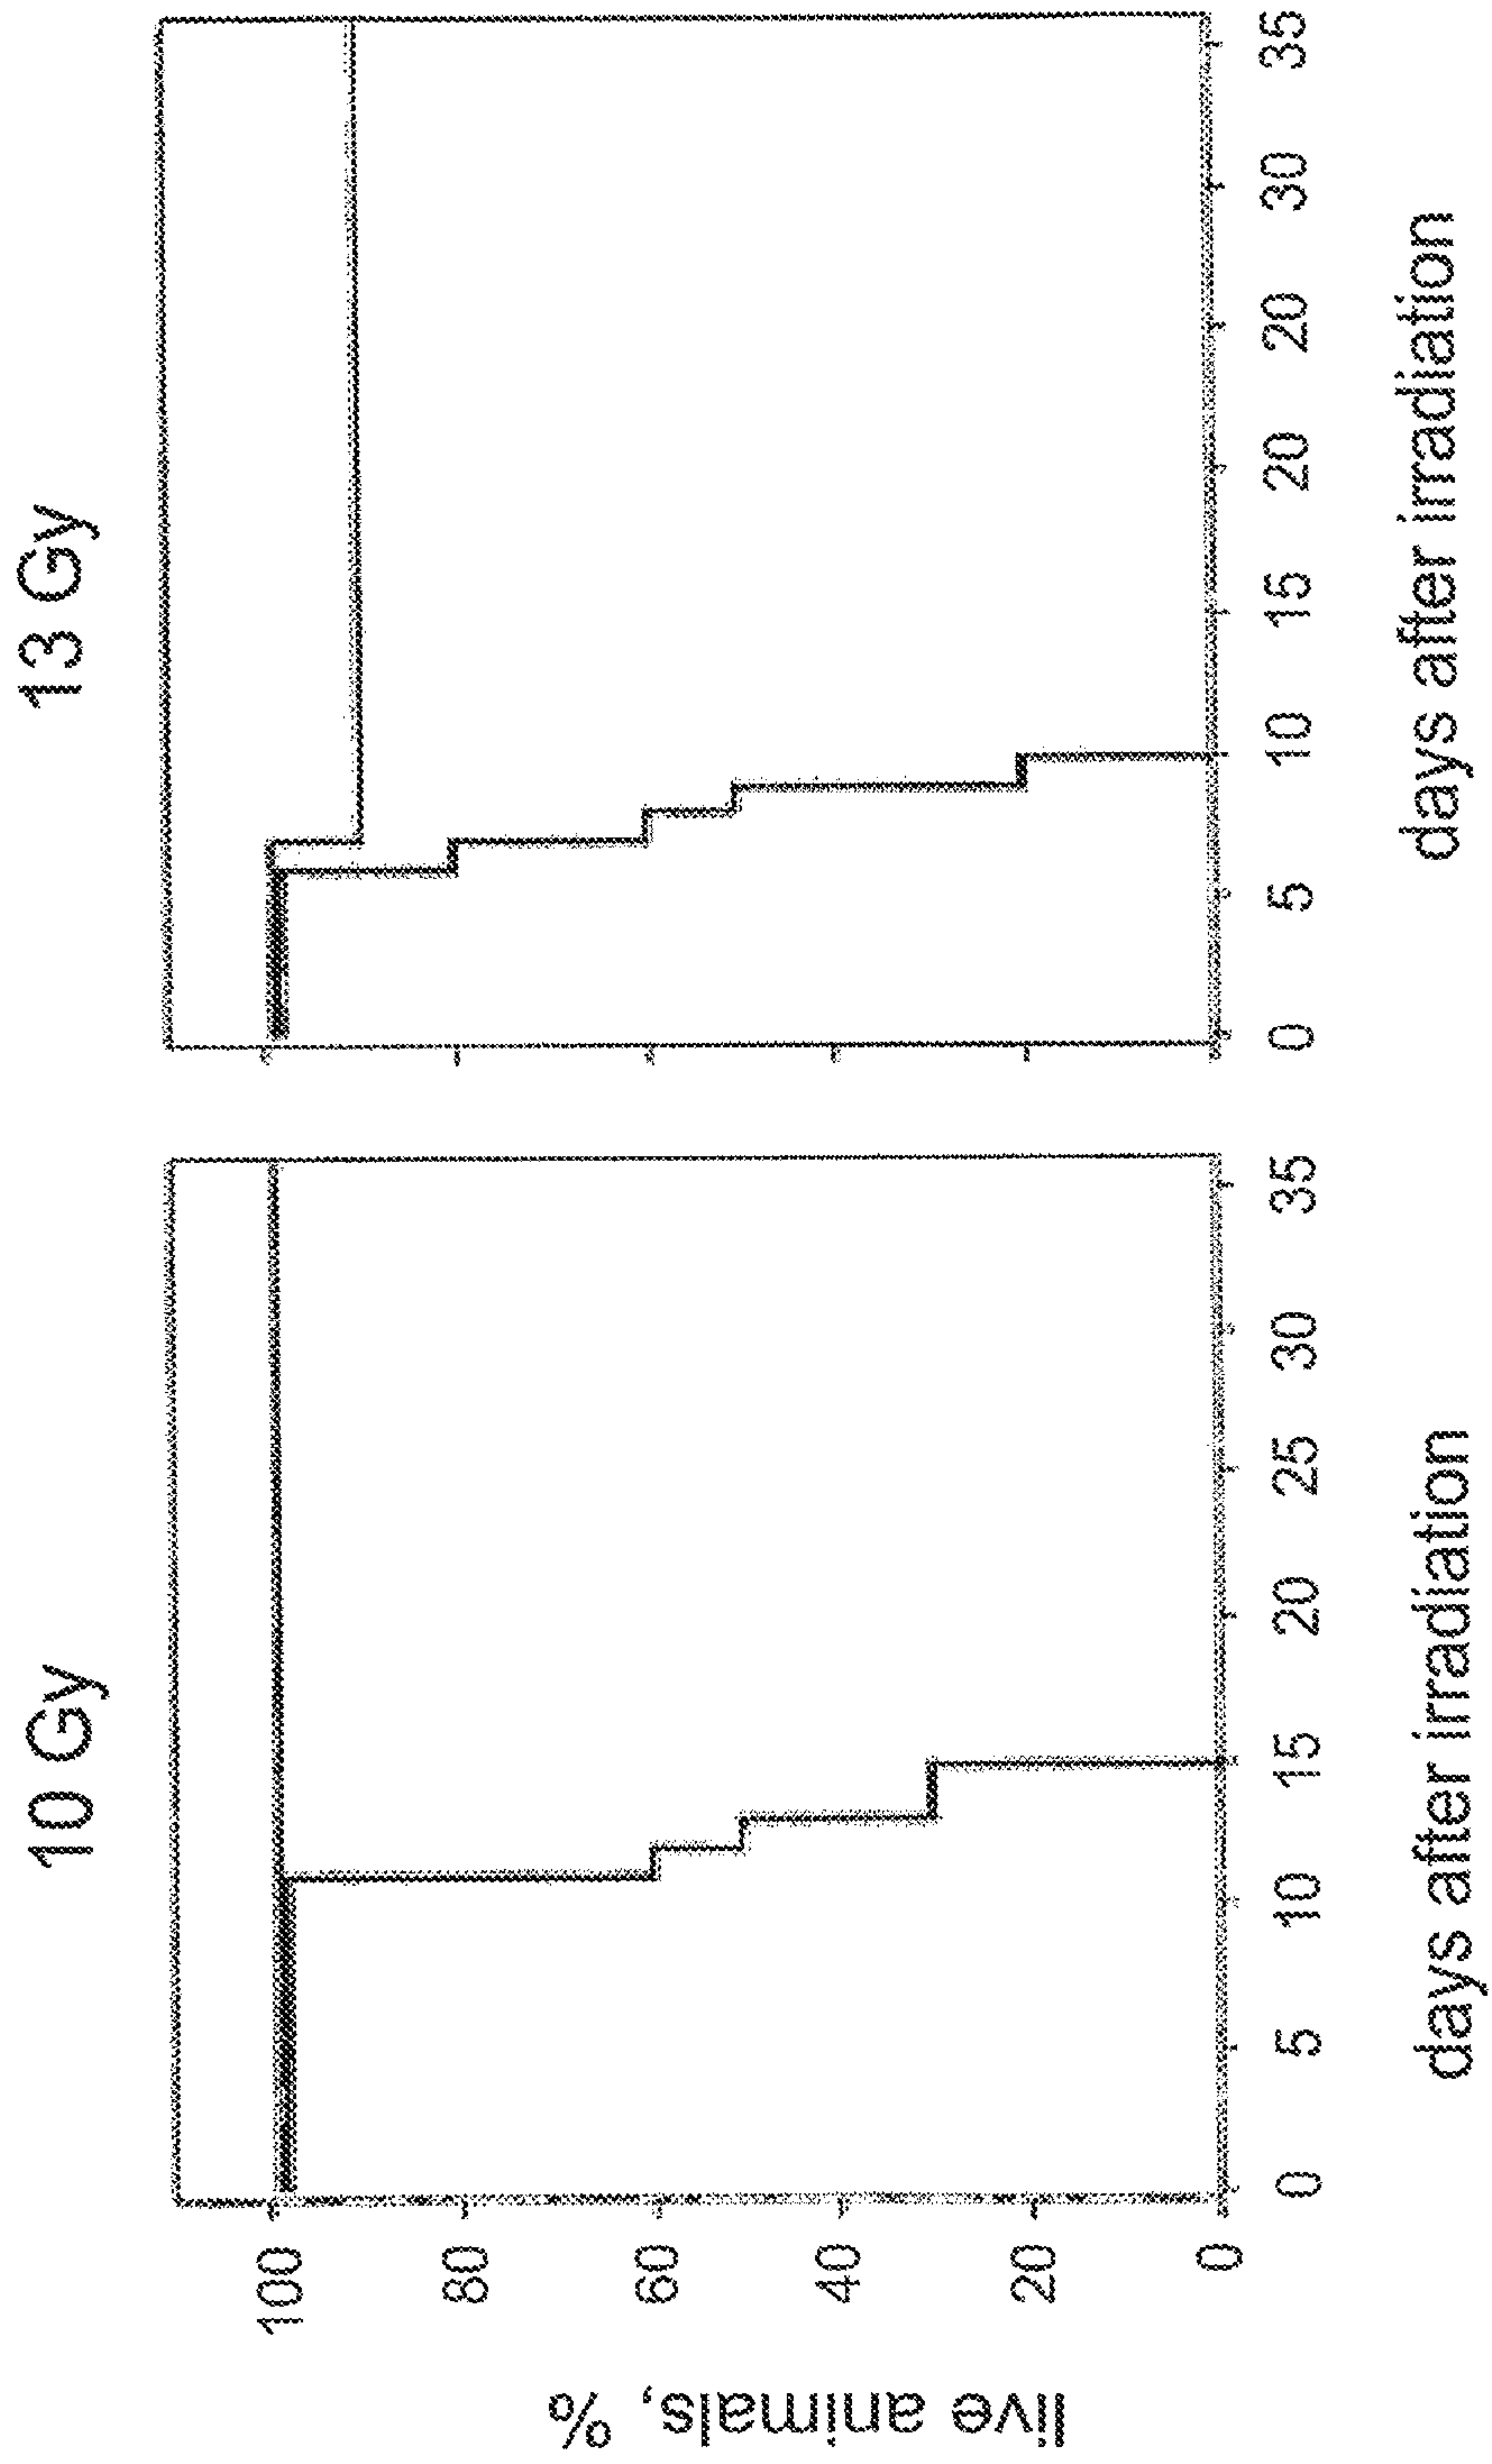 10 Gy
13 Gy
live animals, %
100
80
60
40
20
0
0 5 10 15 20 25 30 35
0 5 10 15 20 20 30 35
days after irradiation
days after irradiation